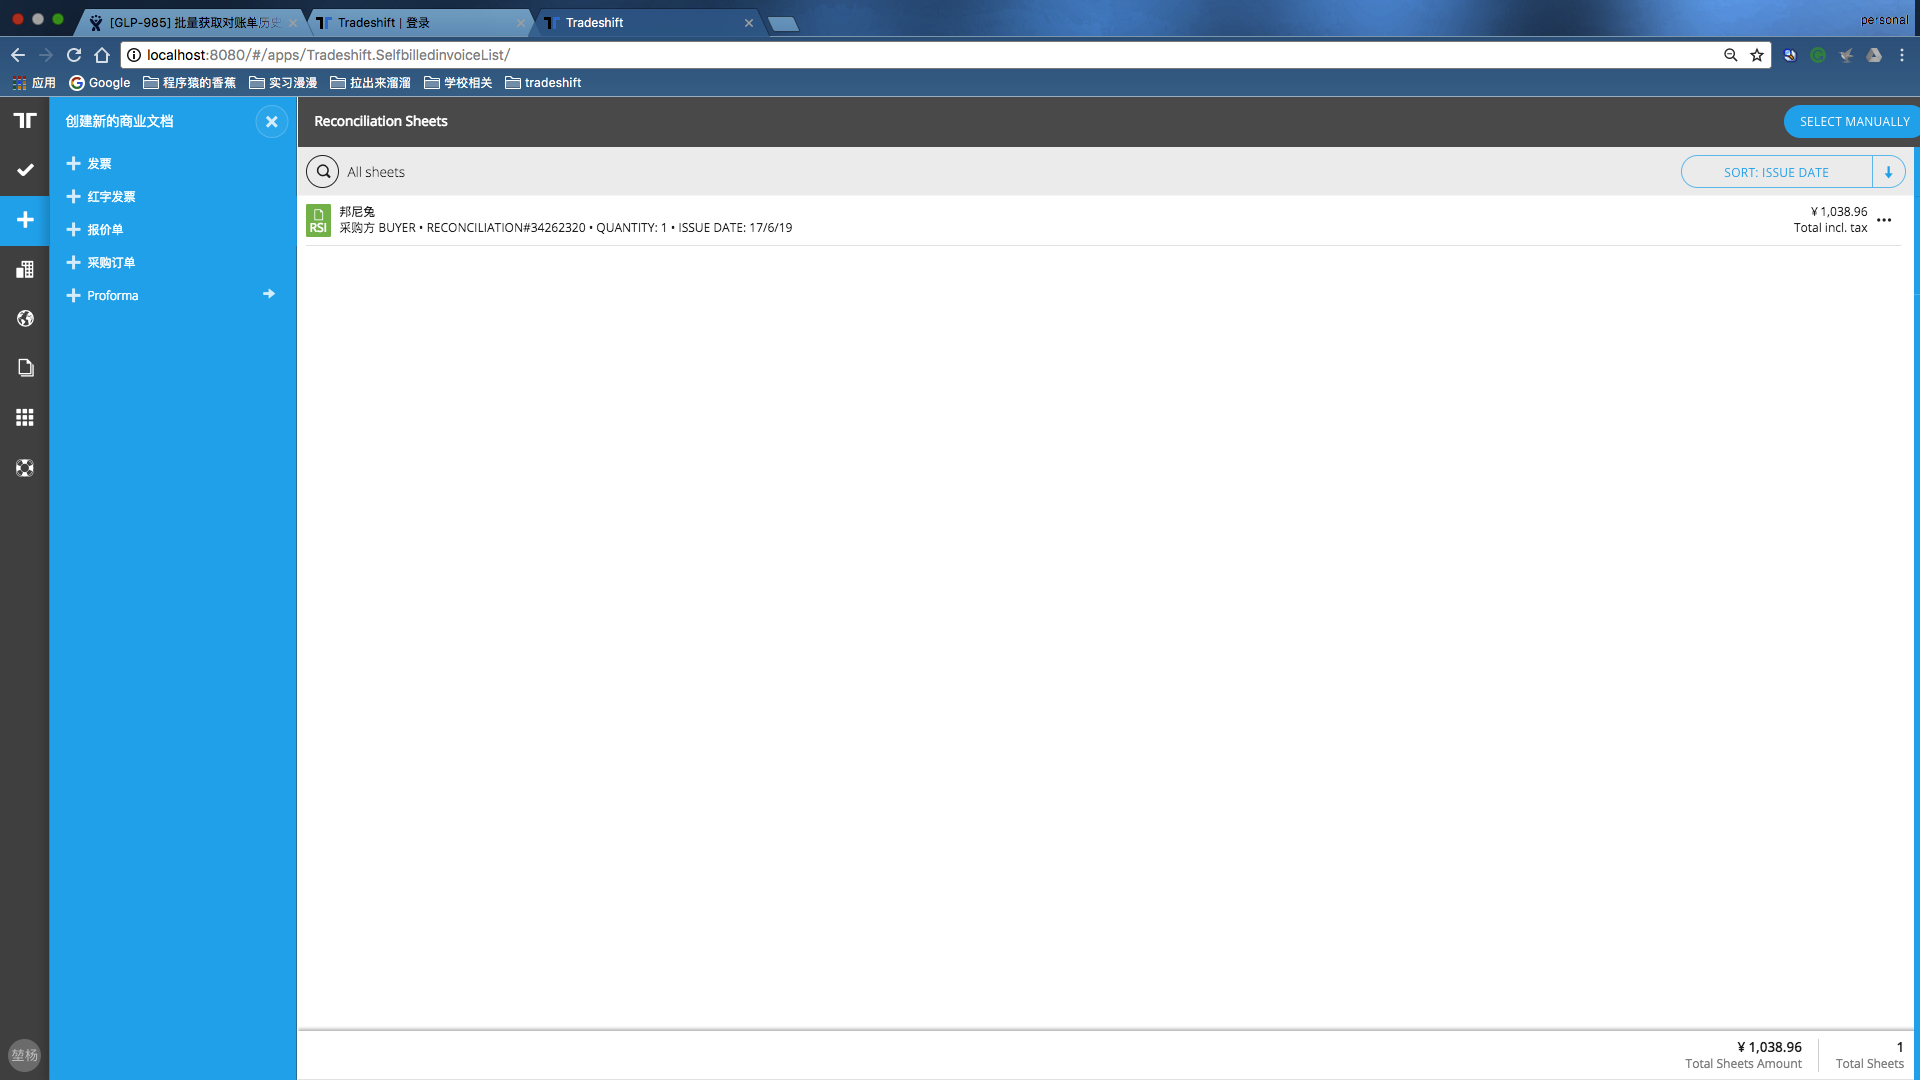 [GLP-985] 批量获取对账单历史
Tradeshift | 登录
Tradeshift
personal
localhost:8080/#/apps/Tradeshift.SelfbilledinvoiceList/
应用
Google
程序猿的香蕉
实习漫漫
拉出来溜溜
学校相关
tradeshift
创建新的商业文档
发票
红字发票
报价单
采购订单
Proforma
Reconciliation Sheets
SELECT MANUALLY
All sheets
SORT: ISSUE DATE
RSI
邦尼兔
采购方 BUYER • RECONCILIATION#34262320 • QUANTITY: 1 • ISSUE DATE: 17/6/19
¥ 1,038.96
Total incl. tax
堃杨
¥ 1,038.96
Total Sheets Amount
1
Total Sheets